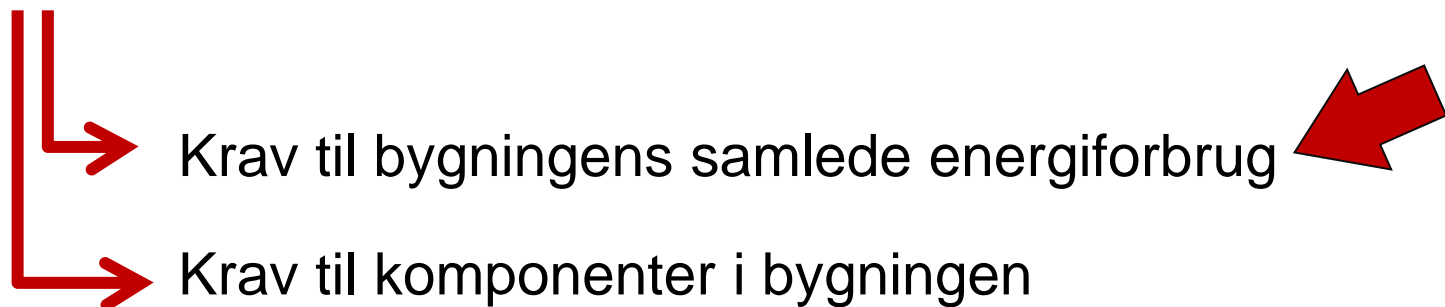 Krav til bygningens samlede energiforbrug
Krav til komponenter i bygningen